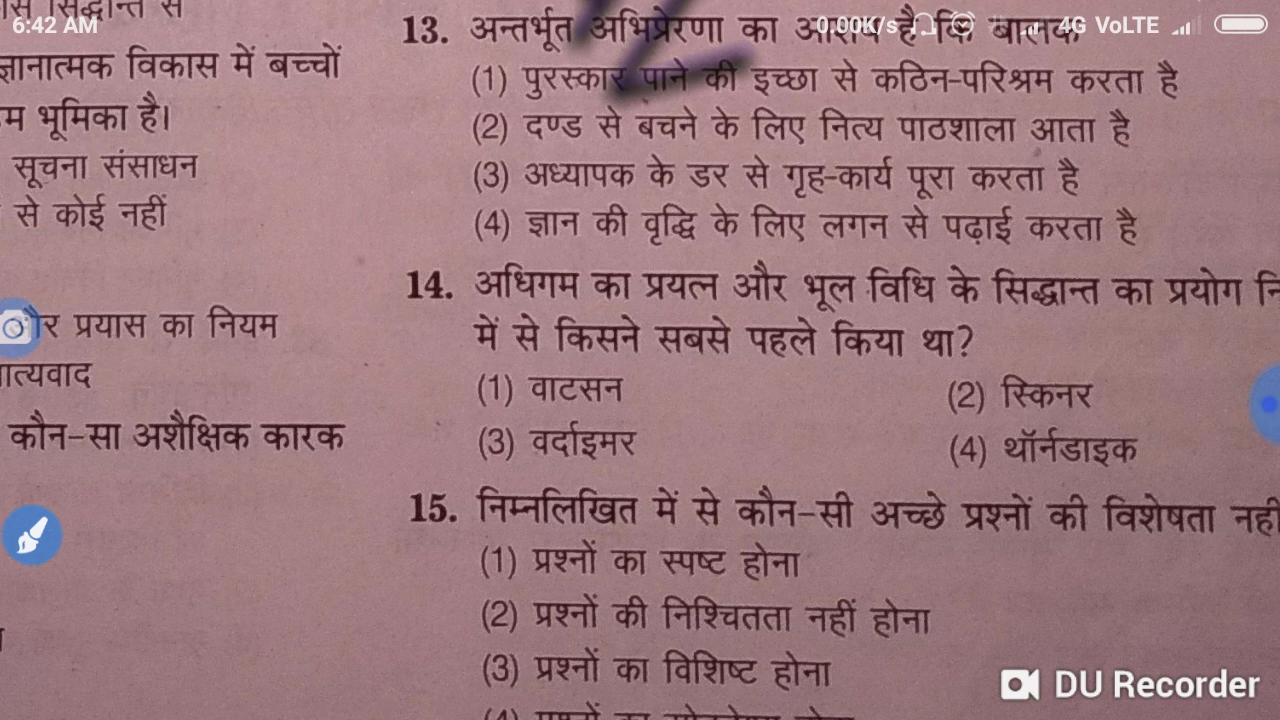 6:42 AM
0.00K/s 4G VoLTE
सिद्धान्त से
ज्ञानात्मक विकास में बच्चों
भूमिका है।
सूचना संसाधन
से कोई नहीं
प्रयास का नियम
कौन-सा अशैक्षिक कारक
13. अन्तर्भूत अभिप्रेरणा का आशय है कि बालक
(1) पुरस्कार पाने की इच्छा से कठिन-परिश्रम करता है
(2) दण्ड से बचने के लिए नित्य पाठशाला आता है
(3) अध्यापक के डर से गृह-कार्य पूरा करता है
(4) ज्ञान की वृद्धि के लिए लगन से पढ़ाई करता है
14. अधिगम का प्रयत्न और भूल विधि के सिद्धान्त का प्रयोग
में से किसने सबसे पहले किया था?
(1) वाटसन (2) स्किनर
(3) वर्दाइमर (4) थॉर्नडाइक
15. निम्नलिखित में से कौन-सी अच्छे प्रश्नों की विशेषता नहीं
(1) प्रश्नों का स्पष्ट होना
(2) प्रश्नों की निश्चितता नहीं होना
(3) प्रश्नों का विशिष्ट होना
DU Recorder